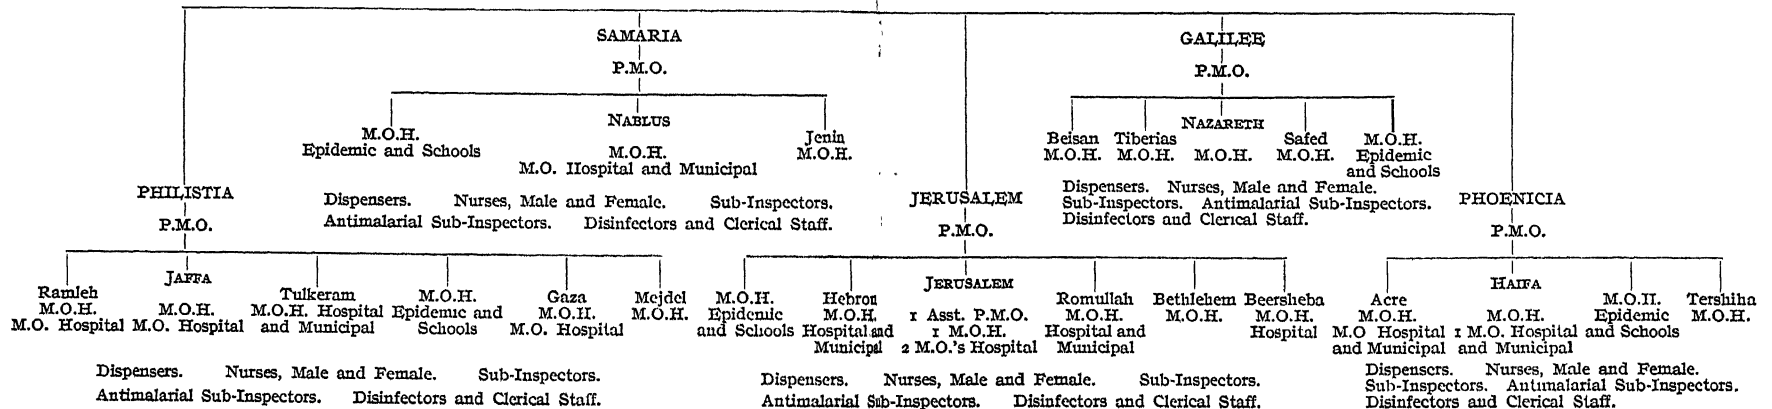 SAMARIA
P.M.O.
M.O.H.
Epidemic and Schools
NABLUS
M.O.H.
M.O. Hospital and Municipal
Jenin
M.O.H.
Dispensers. Nurses, Male and Female. Sub-Inspectors.
Antimalarial Sub-Inspectors. Disinfectors and Clerical Staff.
GALILEE
P.M.O.
Beisan
M.O.H.
Tiberias
M.O.H.
NAZARETH
M.O.H.
Safed
M.O.H.
M.O.H.
Epidemic
and Schools
Dispensers. Nurses, Male and Female.
Sub-Inspectors. Antimalarial Sub-Inspectors.
Disinfectors and Clerical Staff.
PHILISTIA
P.M.O.
Ramleh
M.O.H.
M.O. Hospital
JAFFA
M.O.H.
M.O. Hospital
Tulkeram
M.O.H. Hospital
and Municipal
M.O.H.
Epidemic and
Schools
Gaza
M.O.H.
M.O. Hospital
Mejdel
M.O.H.
Dispensers. Nurses, Male and Female. Sub-Inspectors.
Antimalarial Sub-Inspectors. Disinfectors and Clerical Staff.
JERUSALEM
P.M.O.
M.O.H.
Epidemic
and Schools
Hebron
M.O.H.
Hospital and
Municipal
JERUSALEM
1 Asst. P.M.O.
1 M.O.H.
2 M.O.'s Hospital
Romullah
M.O.H.
Hospital and
Municipal
Bethlehem
M.O.H.
Beersheba
M.O.H.
Hospital
Dispensers. Nurses, Male and Female. Sub-Inspectors.
Antimalarial Sub-Inspectors. Disinfectors and Clerical Staff.
PHOENICIA
P.M.O.
Acre
M.O.H.
M.O Hospital
and Municipal
HAIFA
M.O.H.
1 M.O. Hospital
and Municipal
M.O.H.
Epidemic
and Schools
Tershiha
M.O.H.
Dispensers. Nurses, Male and Female.
Sub-Inspectors. Antimalarial Sub-Inspectors.
Disinfectors and Clerical Staff.